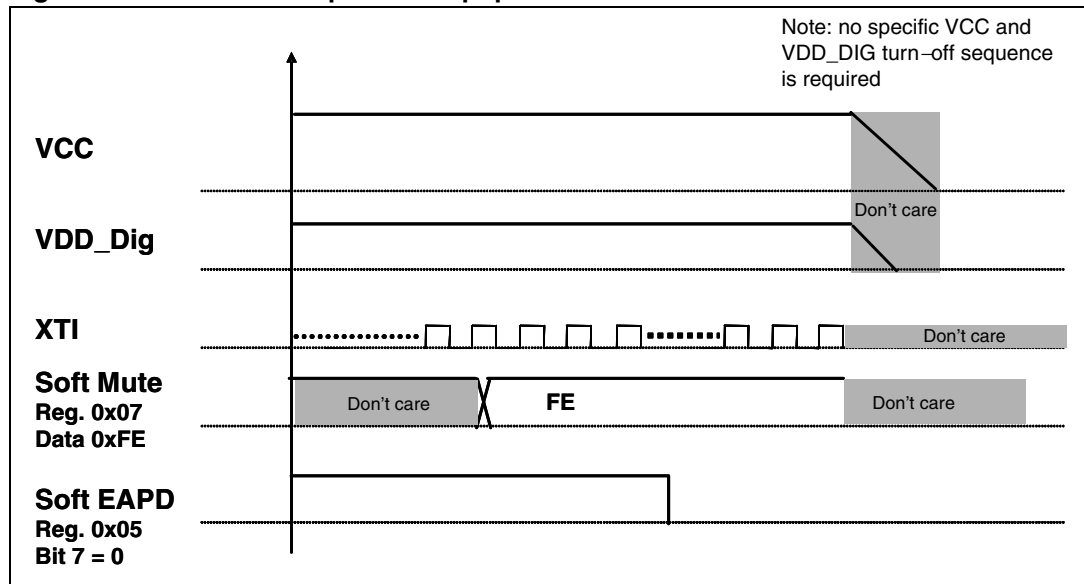 Note: no specific VCC and
VDD_DIG turn–off sequence
is required
VCC
Don't care
VDD_Dig
XTI
Don't care
Soft Mute
Reg. 0x07
Data 0xFE
Don't care
FE
Don't care
Soft EAPD
Reg. 0x05
Bit 7 = 0